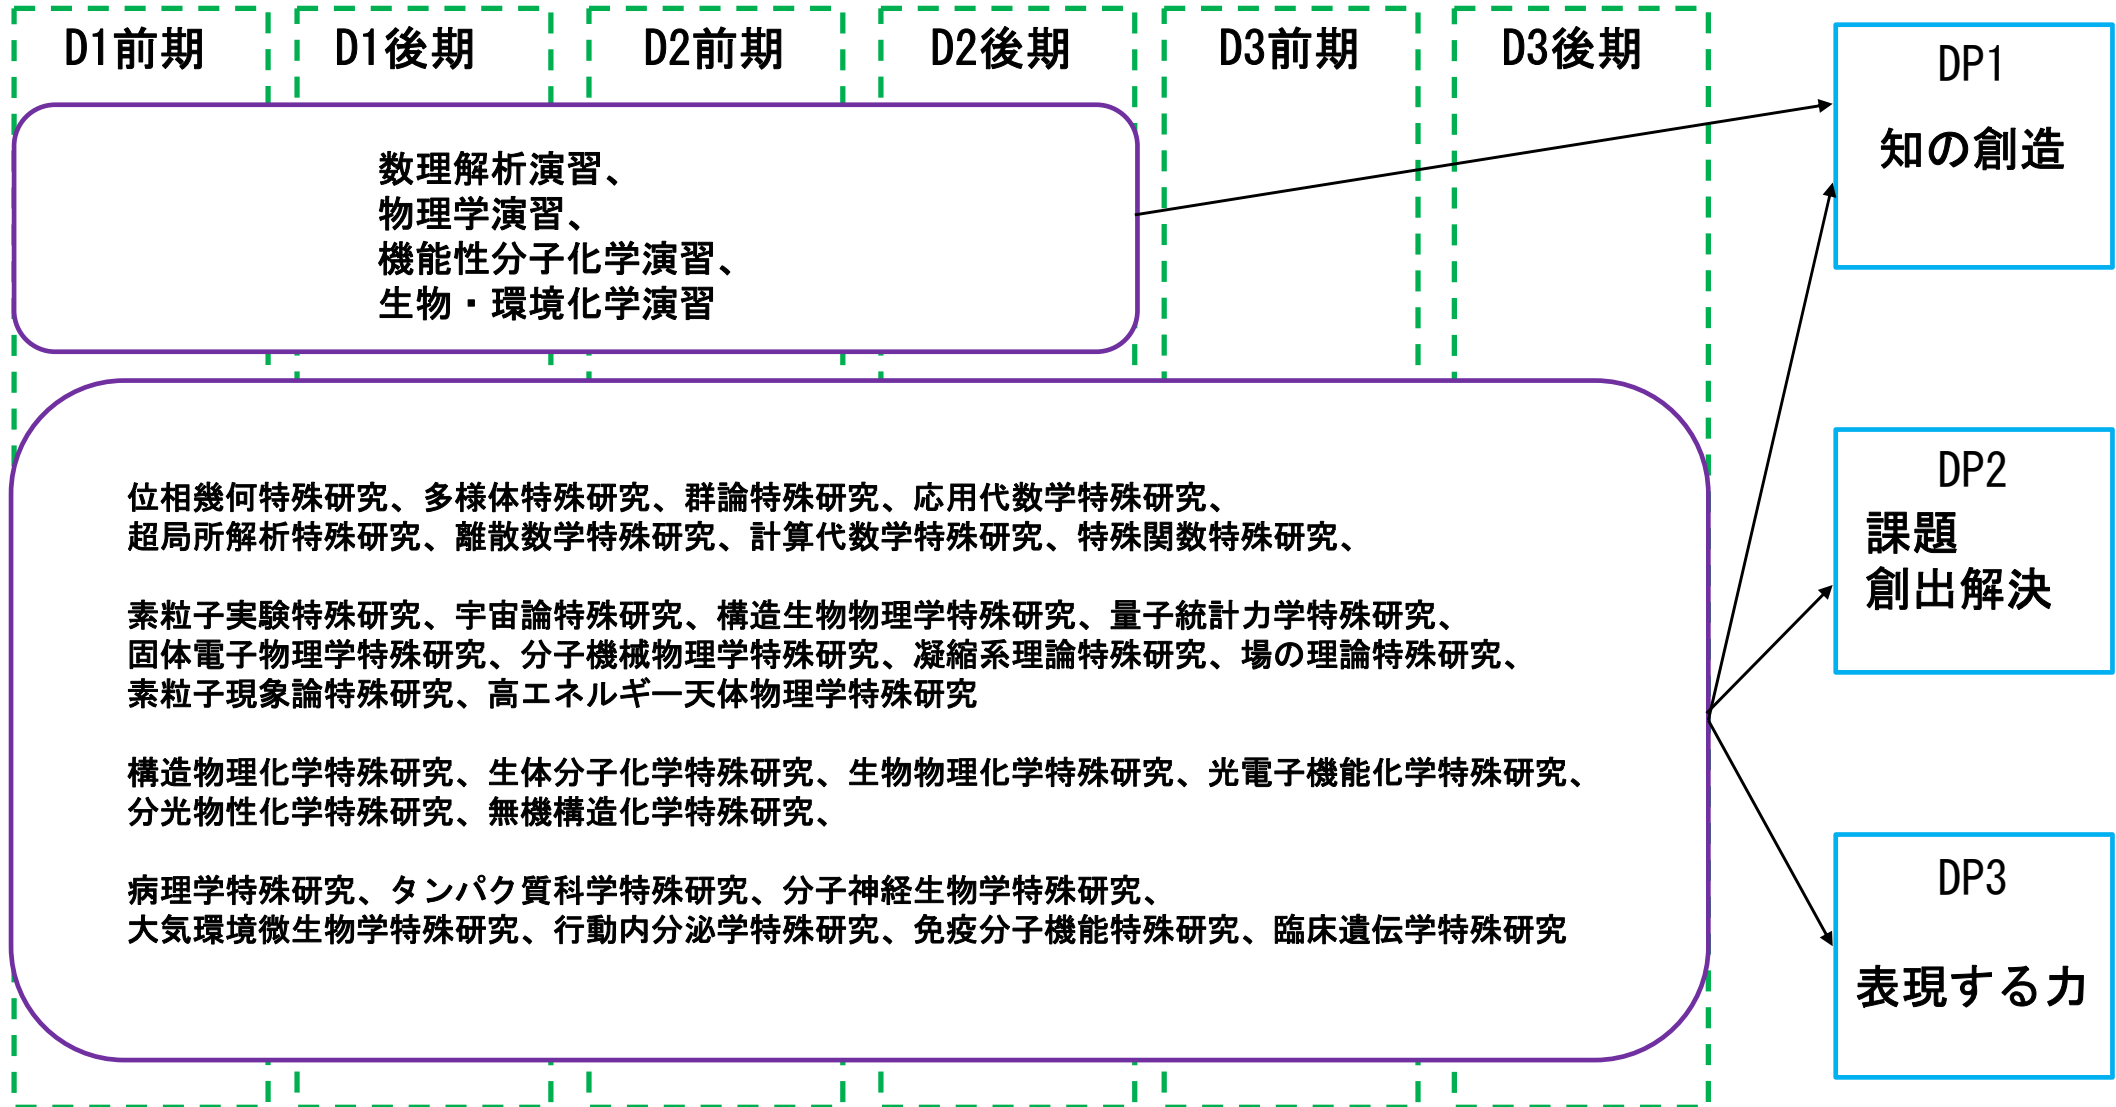 D1前期
D1後期
D2前期
D2後期
D3前期
D3後期
数理解析演習、
物理学演習、
機能性分子化学演習、
生物・環境化学演習
位相幾何特殊研究、多様体特殊研究、群論特殊研究、応用代数学特殊研究、
超局所解析特殊研究、離散数学特殊研究、計算代数学特殊研究、特殊関数特殊研究、
素粒子実験特殊研究、宇宙論特殊研究、構造生物物理学特殊研究、量子統計力学特殊研究、
固体電子物理学特殊研究、分子機械物理学特殊研究、凝縮系理論特殊研究、場の理論特殊研究、
素粒子現象論特殊研究、高エネルギー天体物理学特殊研究
構造物理化学特殊研究、生体分子化学特殊研究、生物物理化学特殊研究、光電子機能化学特殊研究、
分光物性化学特殊研究、無機構造化学特殊研究、
病理学特殊研究、タンパク質科学特殊研究、分子神経生物学特殊研究、
大気環境微生物学特殊研究、行動内分泌学特殊研究、免疫分子機能特殊研究、臨床遺伝学特殊研究
DP1
知の創造
DP2
課題
創出解決
DP3
表現する力